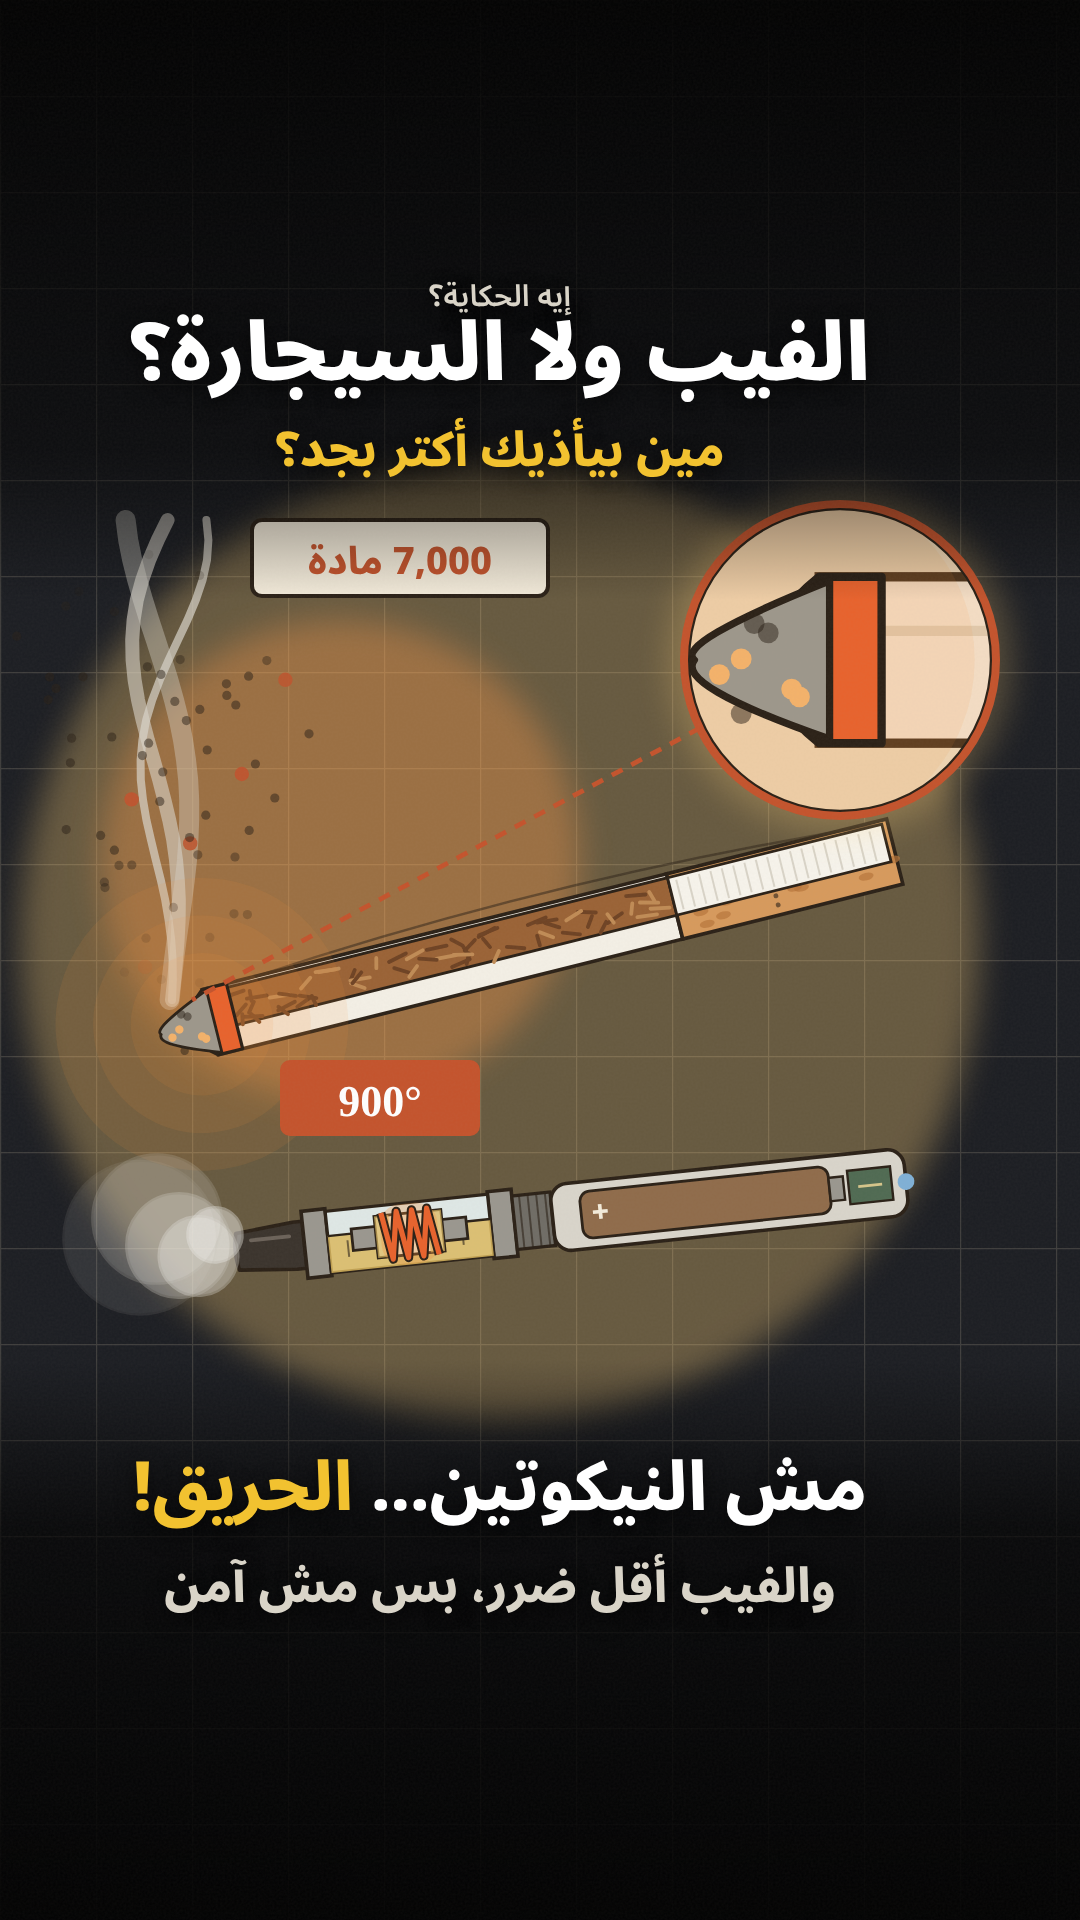 إيه الحكاية؟
الفيب ولا السيجارة؟
مين بيأذيك أكتر بجد؟
7,000 مادة
900°
+
مش النيكوتين... الحريق!
والفيب أقل ضرر، بس مش آمن